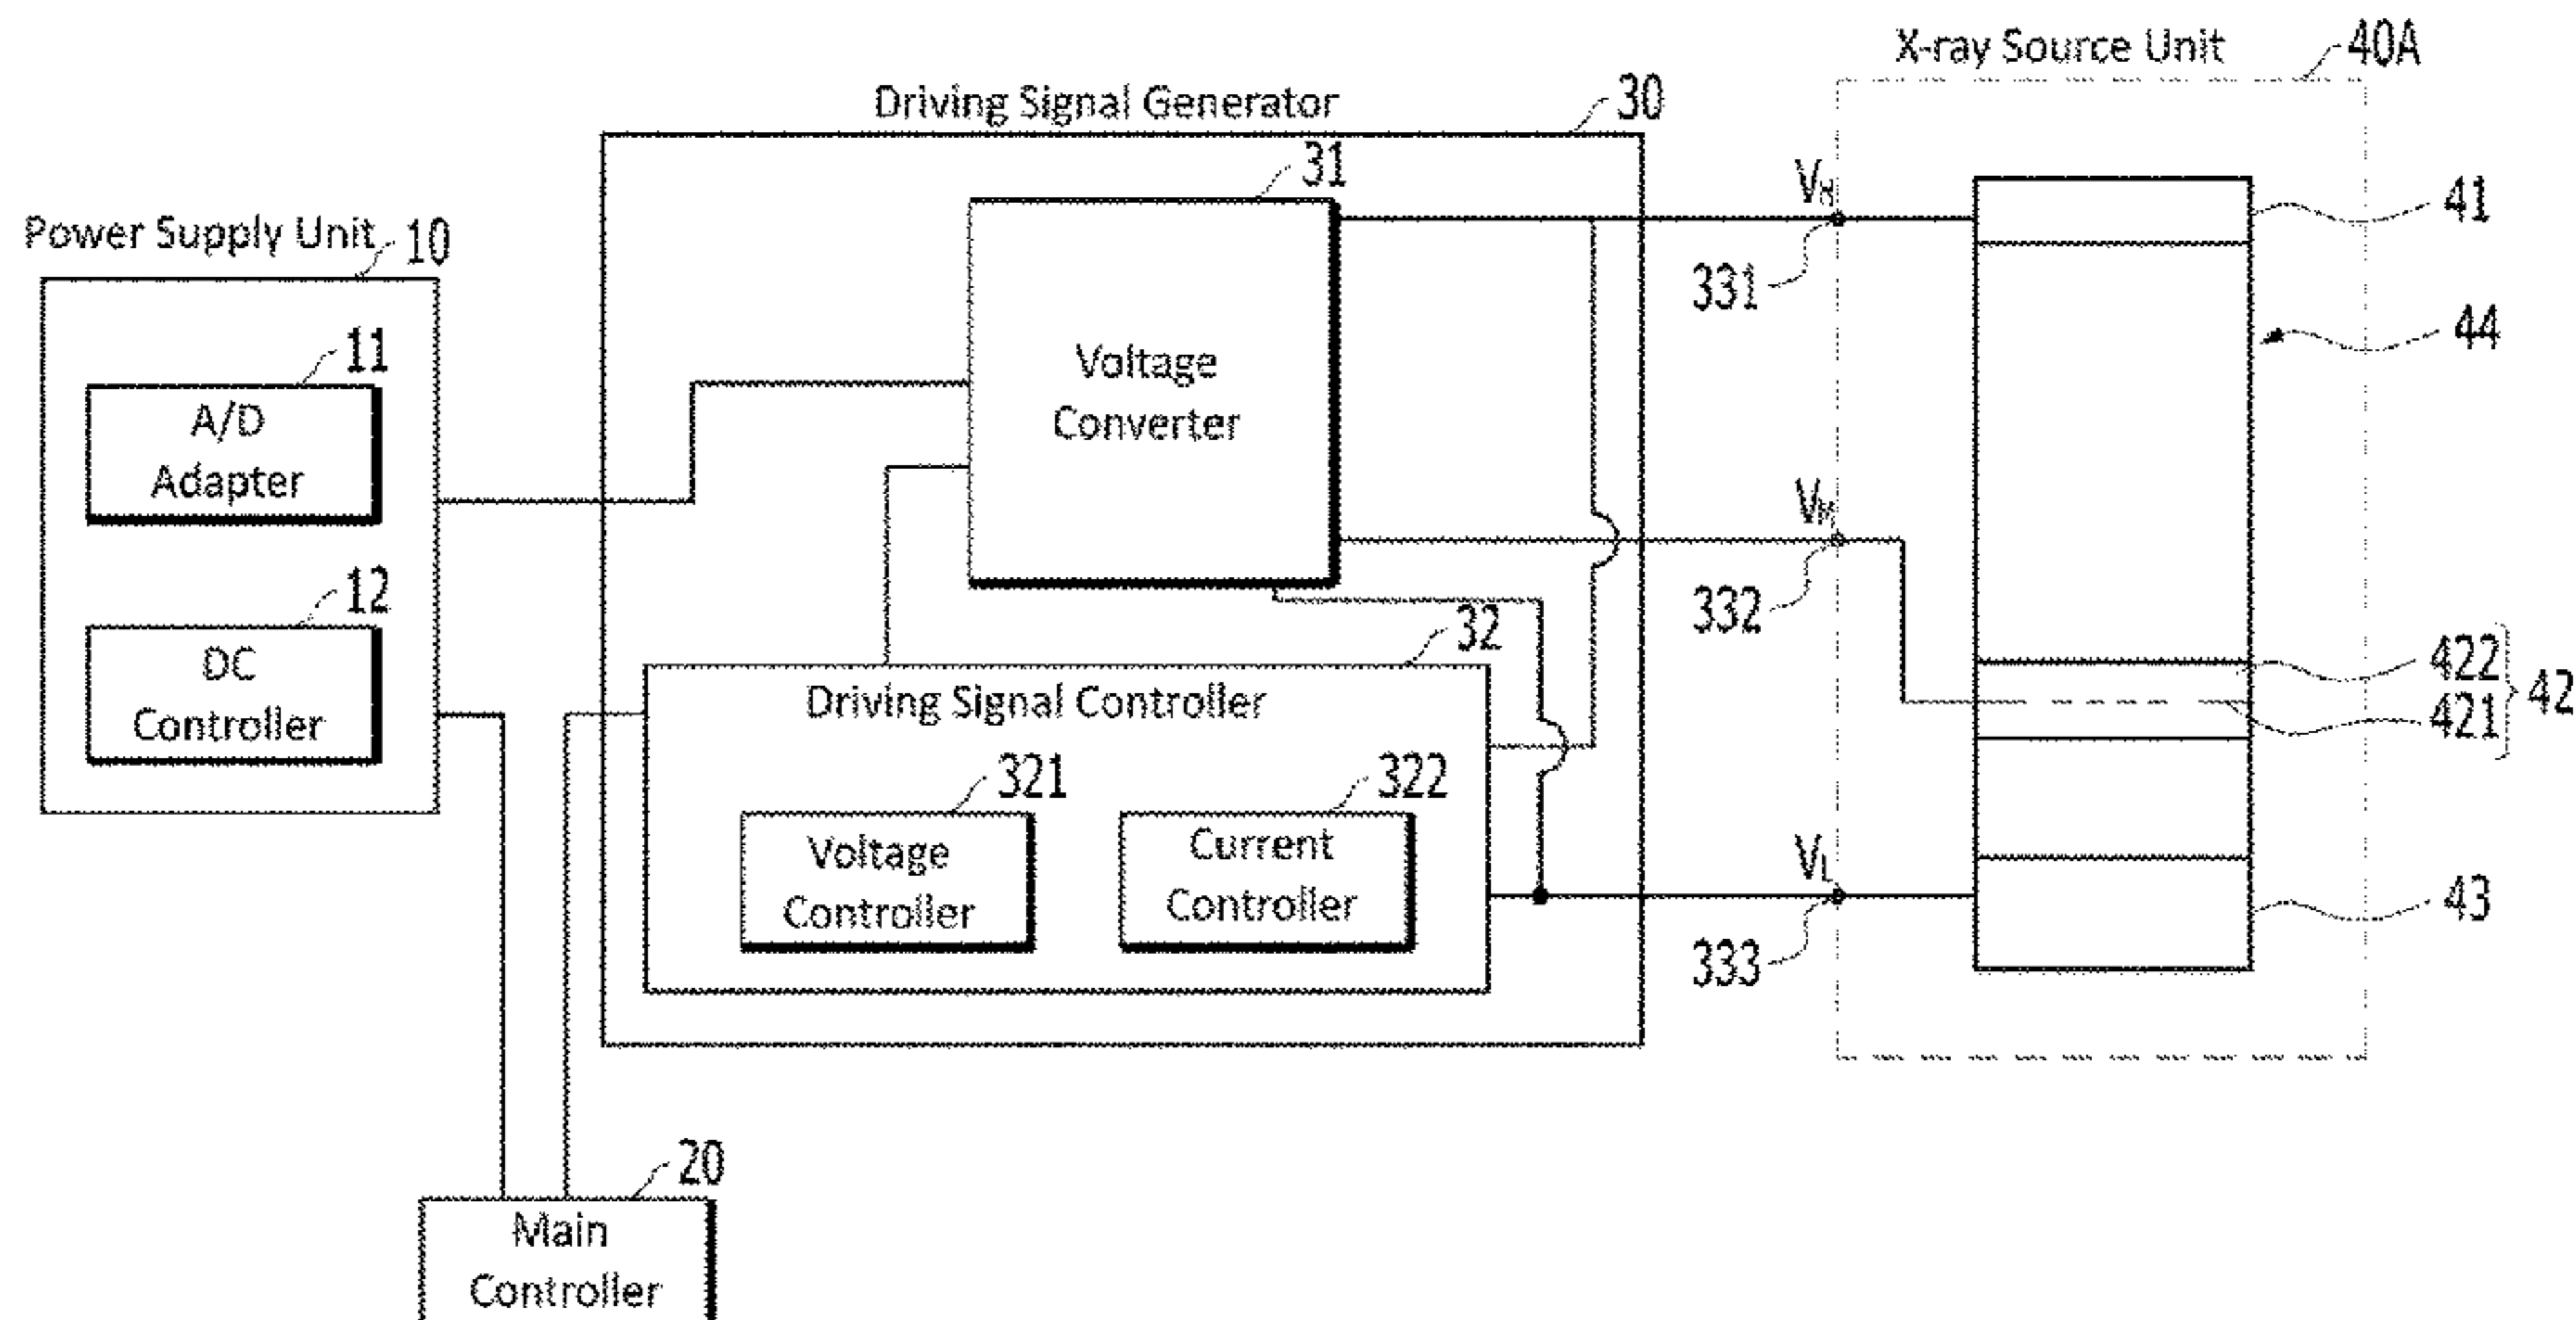 X-ray Source Unit
40A
Driving Signal Generator
30
31
Power Supply Unit
10
V_H
331
41
11
A/D
Adapter
Voltage
Converter
44
V_M
332
12
DC
Controller
32
Driving Signal Controller
422
421
42
321
Voltage
Controller
322
Current
Controller
V_L
333
43
20
Main
Controller